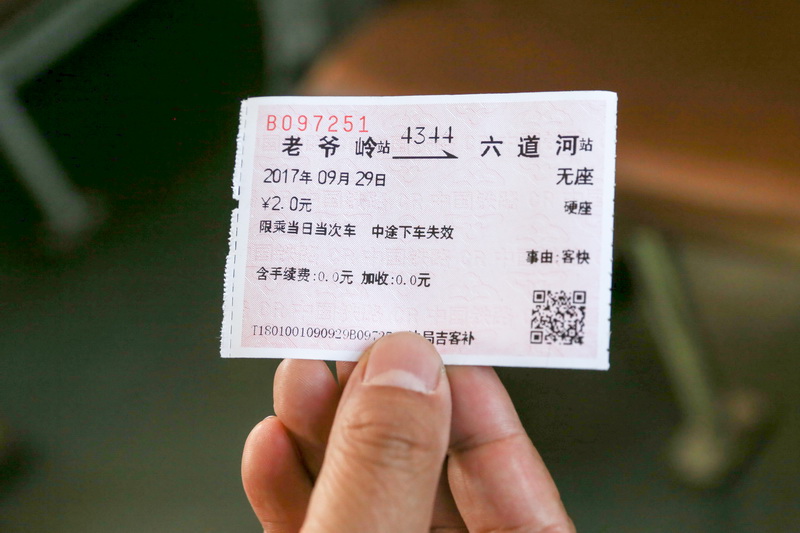 B097251
老爷岭站 4344 六道河站
2017年09月29日 无座
¥2.0元 硬座
限乘当日当次车 中途下车失效
事由:客快
含手续费:0.0元 加收:0.0元
I1801001090929B0972 局吉客补